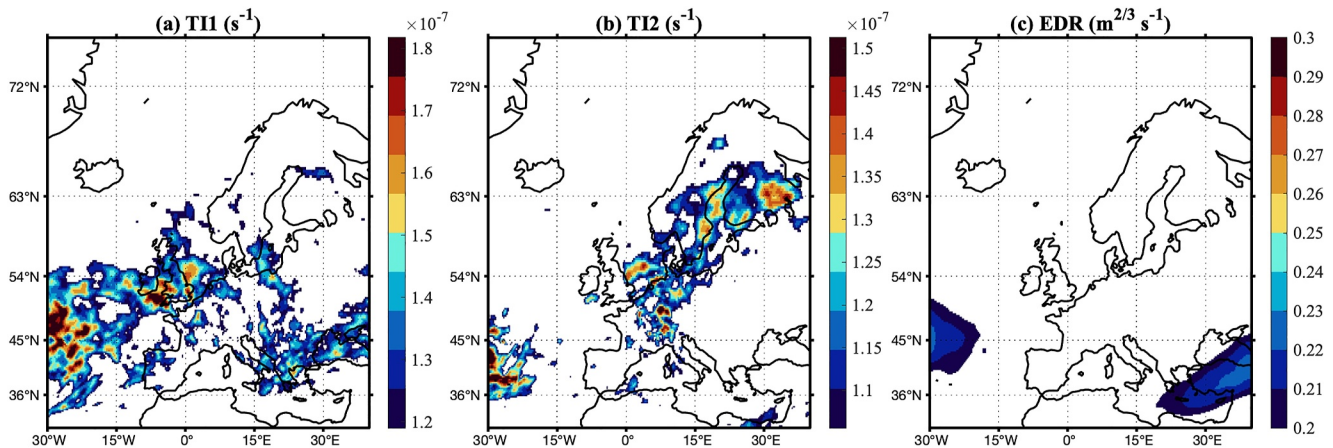 (a) TI1 (s⁻¹)
×10⁻⁷
72°N
63°N
54°N
45°N
36°N
30°W 15°W 0° 15°E 30°E
1.8
1.7
1.6
1.5
1.4
1.3
1.2
(b) TI2 (s⁻¹)
×10⁻⁷
72°N
63°N
54°N
45°N
36°N
30°W 15°W 0° 15°E 30°E
1.5
1.45
1.4
1.35
1.3
1.25
1.2
1.15
1.1
(c) EDR (m²ᐟ³ s⁻¹)
72°N
63°N
54°N
45°N
36°N
30°W 15°W 0° 15°E 30°E
0.3
0.29
0.28
0.27
0.26
0.25
0.24
0.23
0.22
0.21
0.2